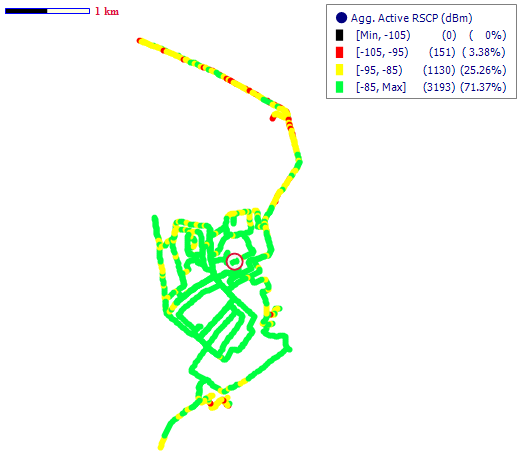 1 km
Agg. Active RSCP (dBm)
[Min, -105) (0) ( 0%)
[-105, -95) (151) ( 3.38%)
[-95, -85) (1130) (25.26%)
[-85, Max] (3193) (71.37%)